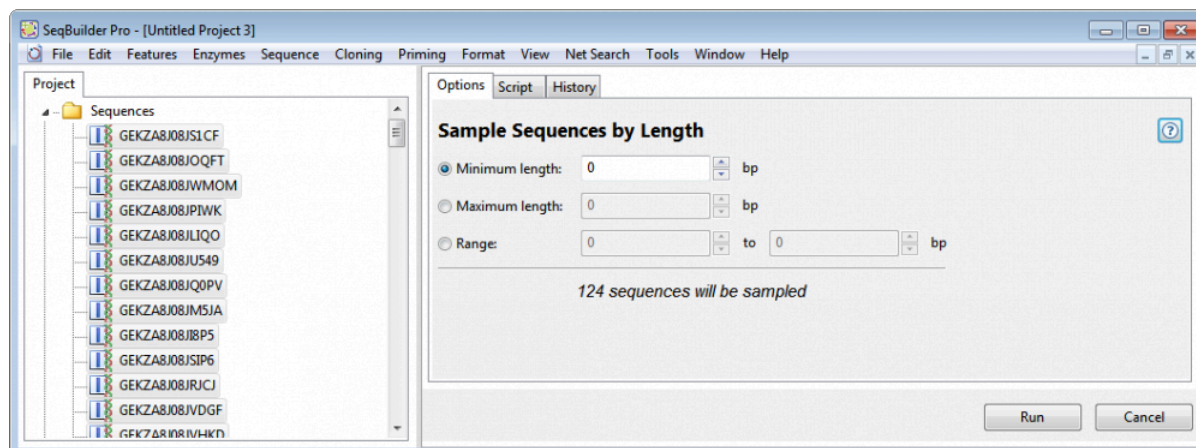 SeqBuilder Pro - [Untitled Project 3]
File Edit Features Enzymes Sequence Cloning Priming Format View Net Search Tools Window Help
Project
Sequences
GEKZA8J08JS1CF
GEKZA8J08JOQFT
GEKZA8J08JWMOM
GEKZA8J08JPIWK
GEKZA8J08JLIQO
GEKZA8J08JU549
GEKZA8J08JQ0PV
GEKZA8J08JM5JA
GEKZA8J08JI8P5
GEKZA8J08JSIP6
GEKZA8J08JRJCJ
GEKZA8J08JVDGF
GEKZA8J08JVHKD
Options Script History
Sample Sequences by Length
Minimum length: 0 bp
Maximum length: 0 bp
Range: 0 to 0 bp
124 sequences will be sampled
Run Cancel